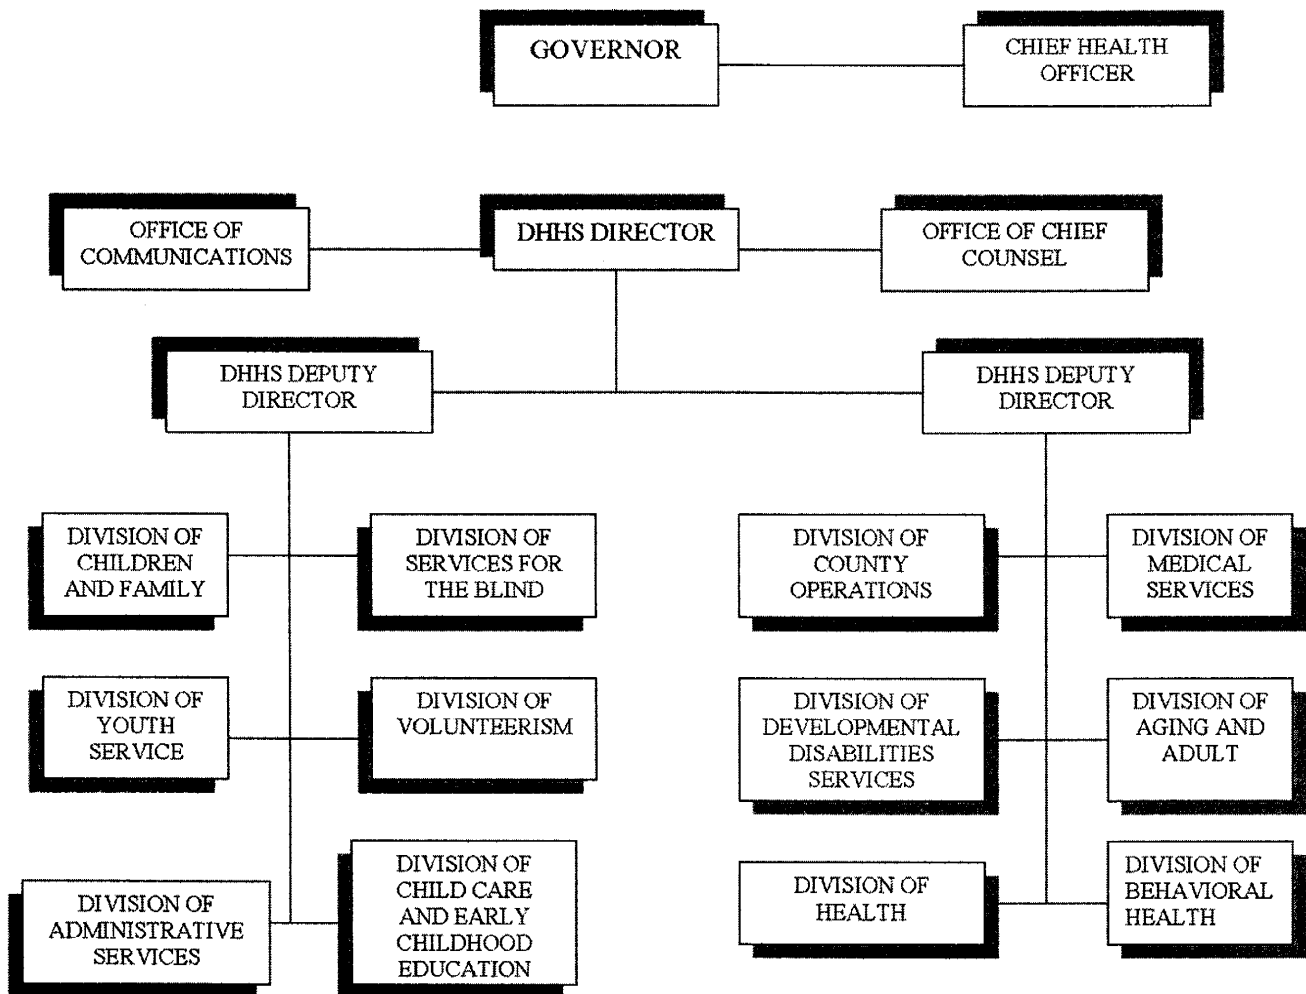 GOVERNOR
CHIEF HEALTH
OFFICER
OFFICE OF
COMMUNICATIONS
DHHS DIRECTOR
OFFICE OF CHIEF
COUNSEL
DHHS DEPUTY
DIRECTOR
DHHS DEPUTY
DIRECTOR
DIVISION OF
CHILDREN
AND FAMILY
DIVISION OF
SERVICES FOR
THE BLIND
DIVISION OF
COUNTY
OPERATIONS
DIVISION OF
MEDICAL
SERVICES
DIVISION OF
YOUTH
SERVICE
DIVISION OF
VOLUNTEERISM
DIVISION OF
DEVELOPMENTAL
DISABILITIES
SERVICES
DIVISION OF
AGING AND
ADULT
DIVISION OF
ADMINISTRATIVE
SERVICES
DIVISION OF
CHILD CARE
AND EARLY
CHILDHOOD
EDUCATION
DIVISION OF
HEALTH
DIVISION OF
BEHAVIORAL
HEALTH